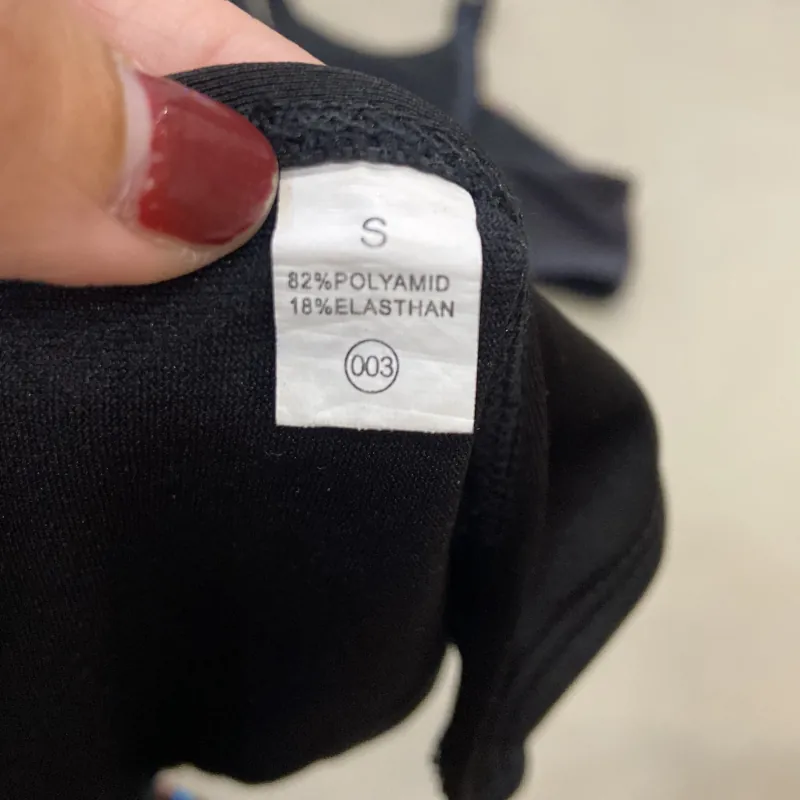 S
82%POLYAMID
18%ELASTHAN
003